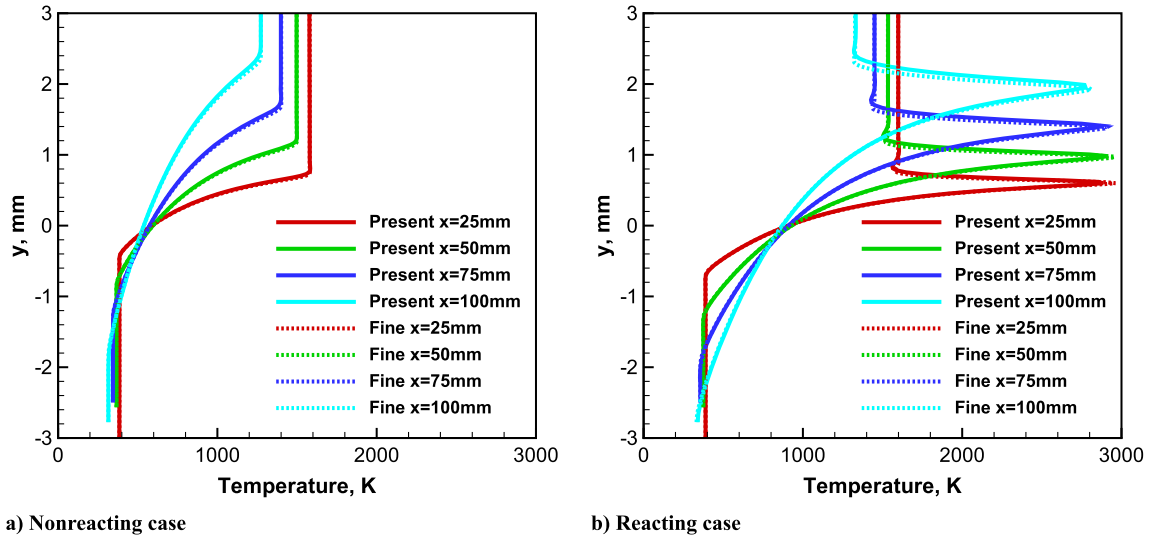 3
2
1
0
-1
-2
-3
y, mm
0
1000
2000
3000
Temperature, K
Present x=25mm
Present x=50mm
Present x=75mm
Present x=100mm
Fine x=25mm
Fine x=50mm
Fine x=75mm
Fine x=100mm
a) Nonreacting case
3
2
1
0
-1
-2
-3
y, mm
0
1000
2000
3000
Temperature, K
Present x=25mm
Present x=50mm
Present x=75mm
Present x=100mm
Fine x=25mm
Fine x=50mm
Fine x=75mm
Fine x=100mm
b) Reacting case